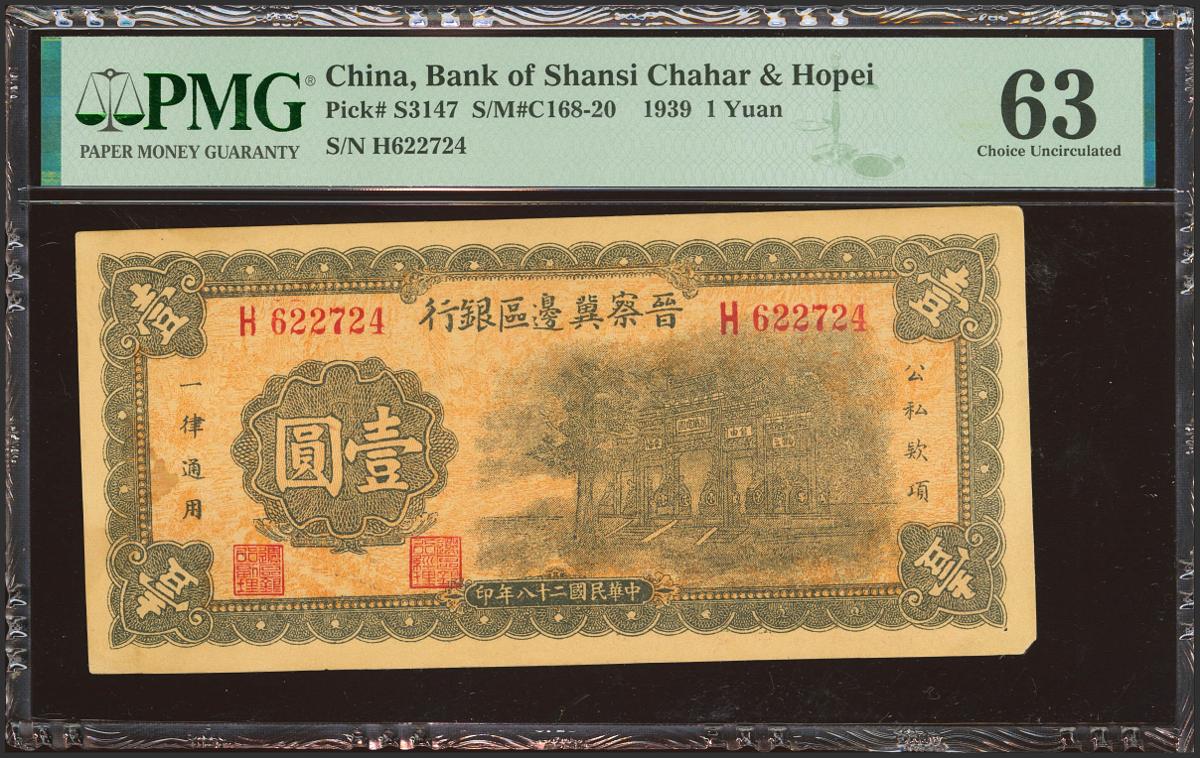 PMG®
PAPER MONEY GUARANTY
China, Bank of Shansi Chahar & Hopei
Pick# S3147 S/M#C168-20 1939 1 Yuan
S/N H622724
63
Choice Uncirculated
壹
壹
行銀區邊冀察晉
H 622724
H 622724
公私款項
一律通用
圓壹
壹
壹
印年八十二國民華中